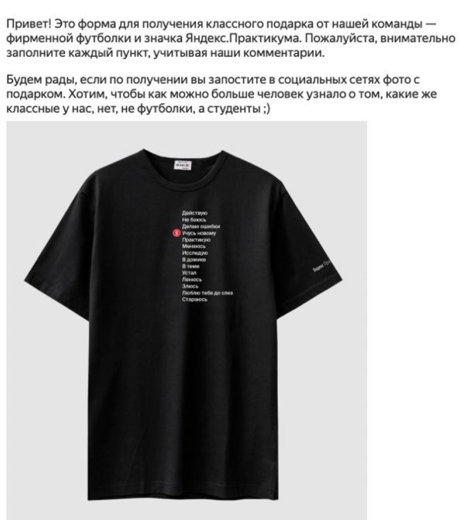 Привет! Это форма для получения классного подарка от нашей команды —
фирменной футболки и значка Яндекс.Практикума. Пожалуйста, внимательно
заполните каждый пункт, учитывая наши комментарии.
Будем рады, если по получении вы запостите в социальных сетях фото с
подарком. Хотим, чтобы как можно больше человек узнало о том, какие же
классные у нас, нет, не футболки, а студенты ;)
Действую
Не боюсь
Делаю ошибки
Учусь новому
Практикую
Меняюсь
Исследую
В домике
В теме
Устал
Ленюсь
Злюсь
Люблю тебя до слез
Стараюсь